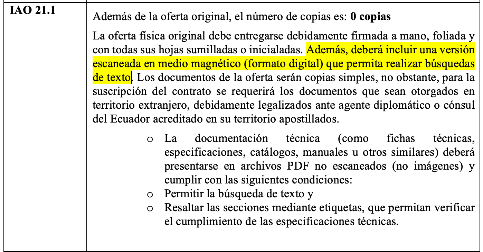 IAO 21.1
Además de la oferta original, el número de copias es: 0 copias
La oferta física original debe entregarse debidamente firmada a mano, foliada y
con todas sus hojas sumilladas o inicialadas. Además, deberá incluir una versión
escaneada en medio magnético (formato digital) que permita realizar búsquedas
de texto. Los documentos de la oferta serán copias simples, no obstante, para la
suscripción del contrato se requerirá los documentos que sean otorgados en
territorio extranjero, debidamente legalizados ante agente diplomático o cónsul
del Ecuador acreditado en su territorio apostillados.
o La documentación técnica (como fichas técnicas,
especificaciones, catálogos, manuales u otros similares) deberá
presentarse en archivos PDF no escaneados (no imágenes) y
cumplir con las siguientes condiciones:
o Permitir la búsqueda de texto y
o Resaltar las secciones mediante etiquetas, que permitan verificar
el cumplimiento de las especificaciones técnicas.